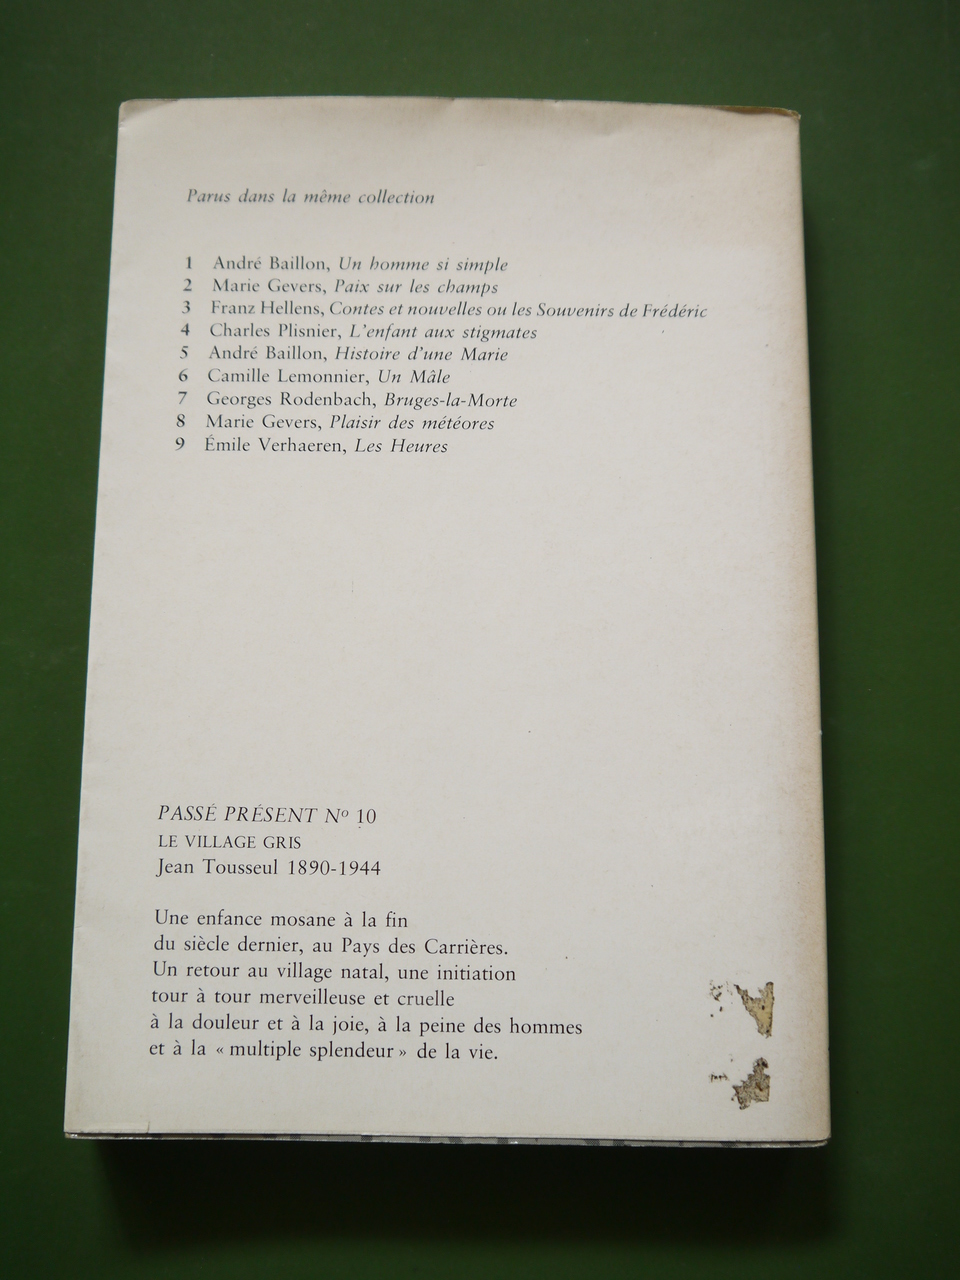 Parus dans la même collection
1 André Baillon, Un homme si simple
2 Marie Gevers, Paix sur les champs
3 Franz Hellens, Contes et nouvelles ou les Souvenirs de Frédéric
4 Charles Plisnier, L'enfant aux stigmates
5 André Baillon, Histoire d'une Marie
6 Camille Lemonnier, Un Mâle
7 Georges Rodenbach, Bruges-la-Morte
8 Marie Gevers, Plaisir des météores
9 Émile Verhaeren, Les Heures
PASSÉ PRÉSENT Nº 10
LE VILLAGE GRIS
Jean Tousseul 1890-1944
Une enfance mosane à la fin
du siècle dernier, au Pays des Carrières.
Un retour au village natal, une initiation
tour à tour merveilleuse et cruelle
à la douleur et à la joie, à la peine des hommes
et à la « multiple splendeur » de la vie.